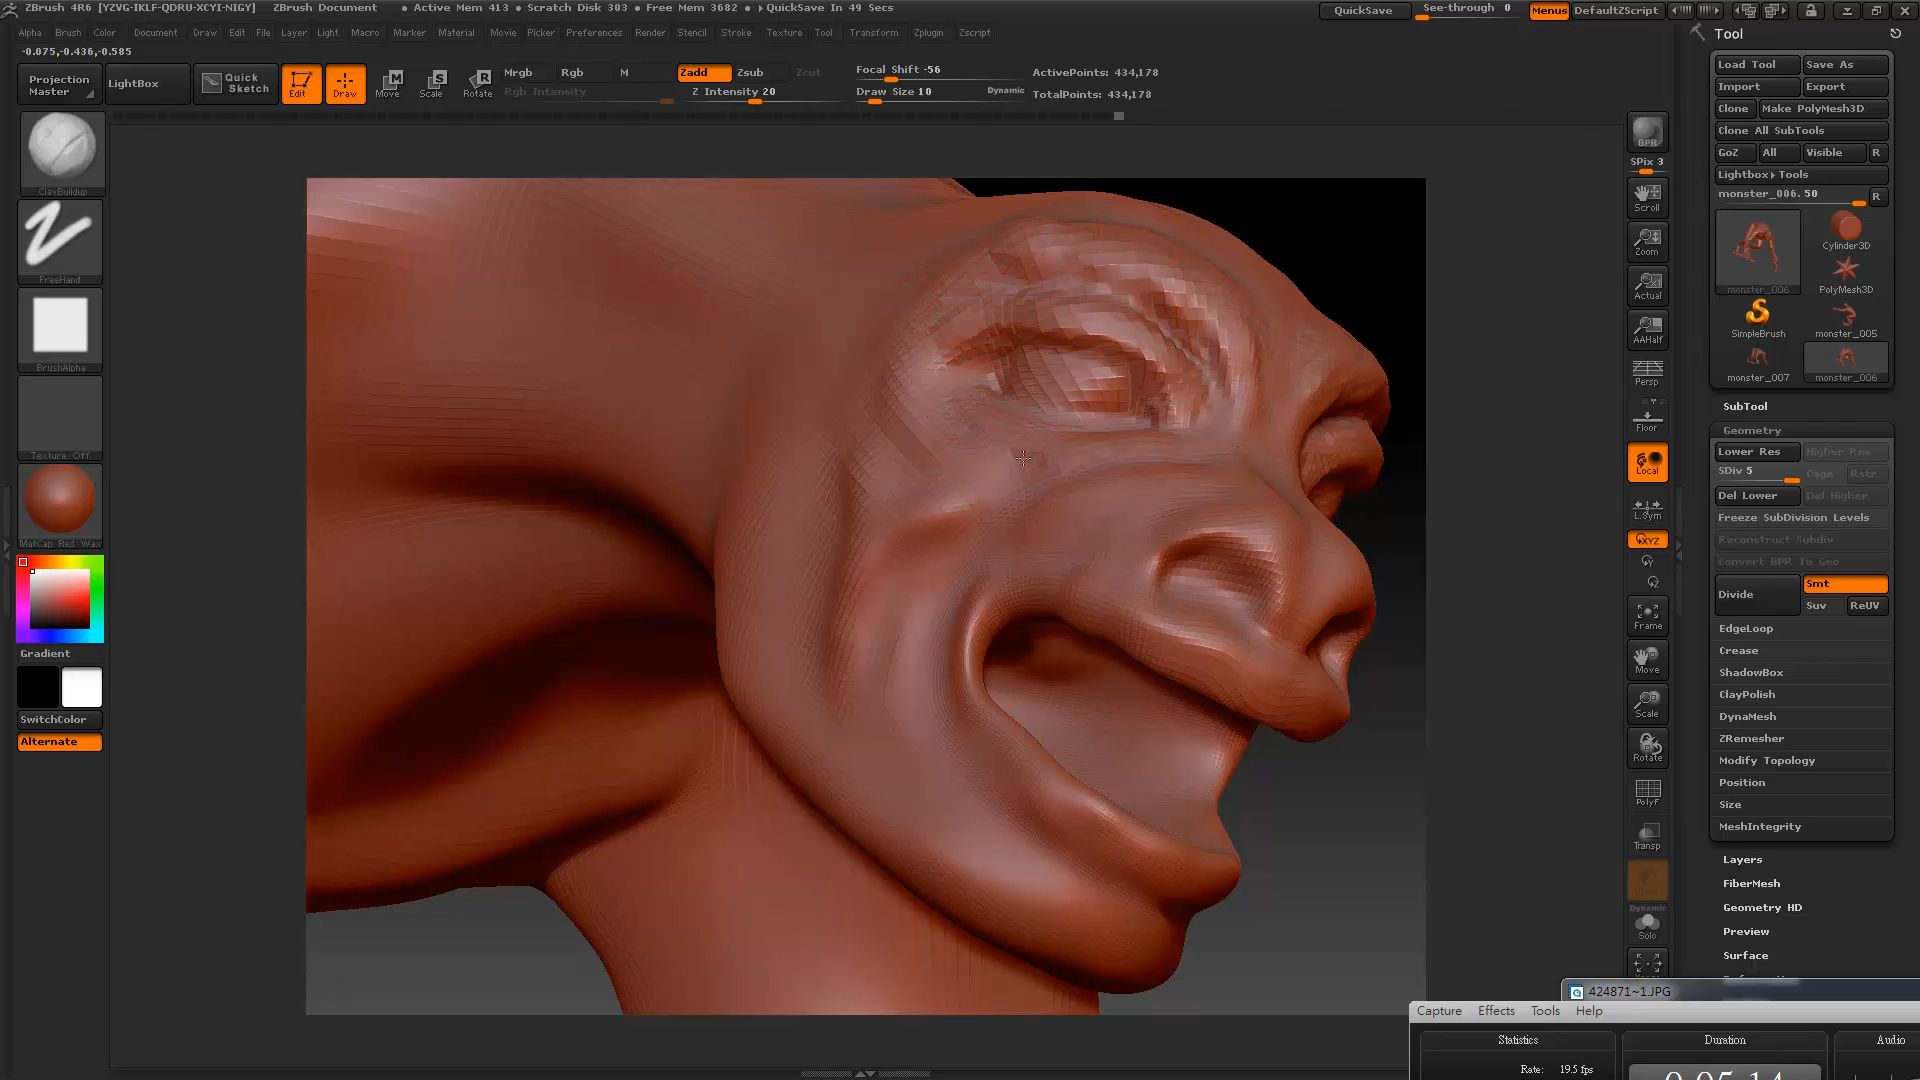 ZBrush 4R6 [YZVG-IKLF-QDRU-XCYI-NIGY] ZBrush Document • Active Mem 413 • Scratch Disk 303 • Free Mem 3682 • QuickSave In 49 Secs QuickSave See-through 0 Menus DefaultZScript
Alpha Brush Color Document Draw Edit File Layer Light Macro Marker Material Movie Picker Preferences Render Stencil Stroke Texture Tool Transform Zplugin Zscript
-0.075,-0.436,-0.585
Projection Master
LightBox
Quick Sketch
Edit
Draw
Move
Scale
Rotate
Mrgb Rgb M
Rgb Intensity
Zadd Zsub Zcut
Z Intensity 20
Focal Shift -56
Draw Size 10 Dynamic
ActivePoints: 434,178
TotalPoints: 434,178
ClayBuildup
FreeHand
BrushAlpha
Texture Off
MatCap Red Wax
Gradient
SwitchColor
Alternate
BPR
SPix 3
Scroll
Zoom
Actual
AAHalf
Persp
Floor
Local
L.Sym
XYZ
Frame
Move
Scale
Rotate
PolyF
Transp
Dynamic
Solo
Tool
Load Tool Save As
Import Export
Clone Make PolyMesh3D
Clone All SubTools
GoZ All Visible R
Lightbox▸Tools
monster_006. 50 R
monster_006
Cylinder3D
PolyMesh3D
SimpleBrush monster_005
monster_007 monster_006
SubTool
Geometry
Lower Res Higher Res
SDiv 5 Cage Rstr
Del Lower Del Higher
Freeze SubDivision Levels
Reconstruct Subdiv
Convert BPR To Geo
Divide Smt
Suv ReUV
EdgeLoop
Crease
ShadowBox
ClayPolish
DynaMesh
ZRemesher
Modify Topology
Position
Size
MeshIntegrity
Layers
FiberMesh
Geometry HD
Preview
Surface
424871~1.JPG
Capture Effects Tools Help
Statistics Duration Audio
Rate: 19.5 fps